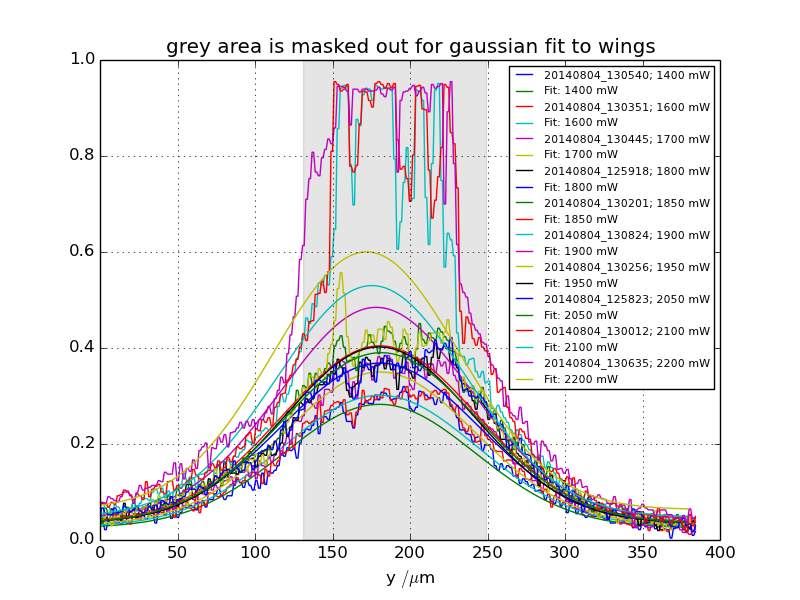 grey area is masked out for gaussian fit to wings
1.0
0.8
0.6
0.4
0.2
0.0
20140804_130540; 1400 mW
Fit: 1400 mW
20140804_130351; 1600 mW
Fit: 1600 mW
20140804_130445; 1700 mW
Fit: 1700 mW
20140804_125918; 1800 mW
Fit: 1800 mW
20140804_130201; 1850 mW
Fit: 1850 mW
20140804_130824; 1900 mW
Fit: 1900 mW
20140804_130256; 1950 mW
Fit: 1950 mW
20140804_125823; 2050 mW
Fit: 2050 mW
20140804_130012; 2100 mW
Fit: 2100 mW
20140804_130635; 2200 mW
Fit: 2200 mW
0 50 100 150 200 250 300 350 400
y /μm